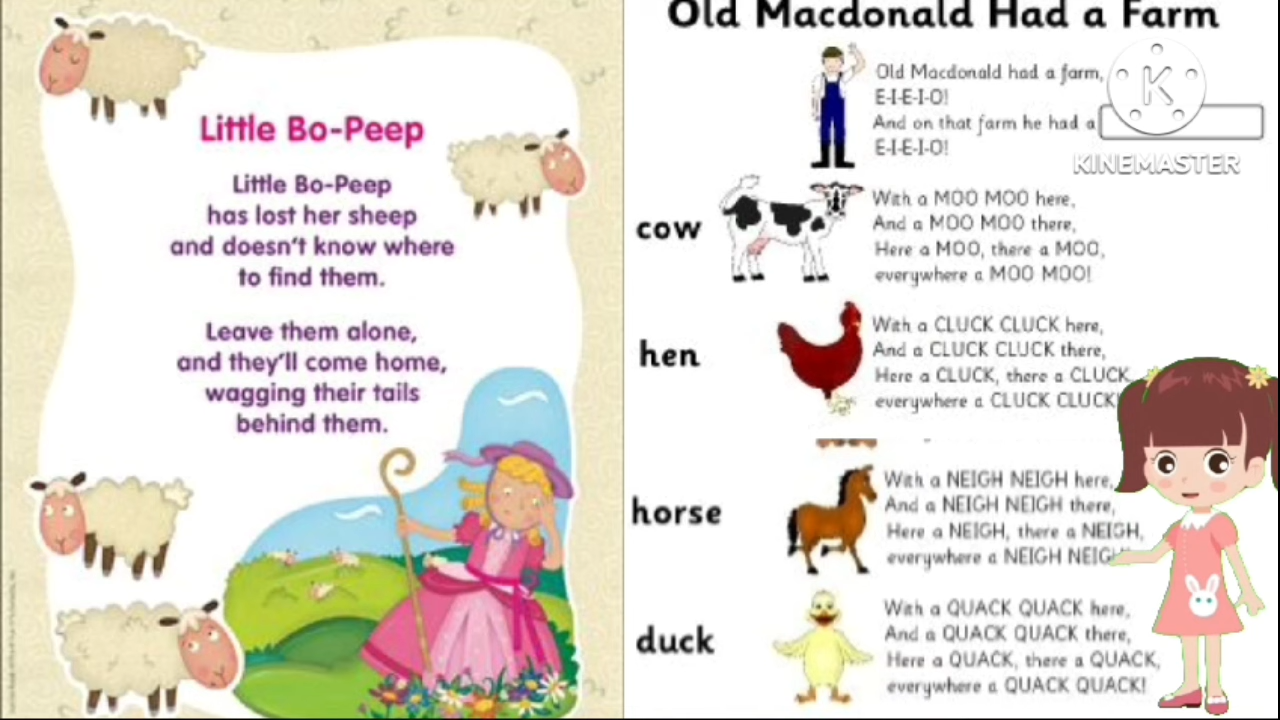 Little Bo-Peep
Little Bo-Peep
has lost her sheep
and doesn't know where
to find them.
Leave them alone,
and they'll come home,
wagging their tails
behind them.
Old Macdonald Had a Farm
Old Macdonald had a farm,
E-I-E-I-O!
And on that farm he had a
E-I-E-I-O!
K
KINEMASTER
cow
With a MOO MOO here,
And a MOO MOO there,
Here a MOO, there a MOO,
everywhere a MOO MOO!
hen
With a CLUCK CLUCK here,
And a CLUCK CLUCK there,
Here a CLUCK, there a CLUCK
everywhere a CLUCK CLUCK!
horse
With a NEIGH NEIGH here,
And a NEIGH NEIGH there,
Here a NEIGH, there a NEIGH,
everywhere a NEIGH NEIGH
duck
With a QUACK QUACK here,
And a QUACK QUACK there,
Here a QUACK, there a QUACK,
everywhere a QUACK QUACK!